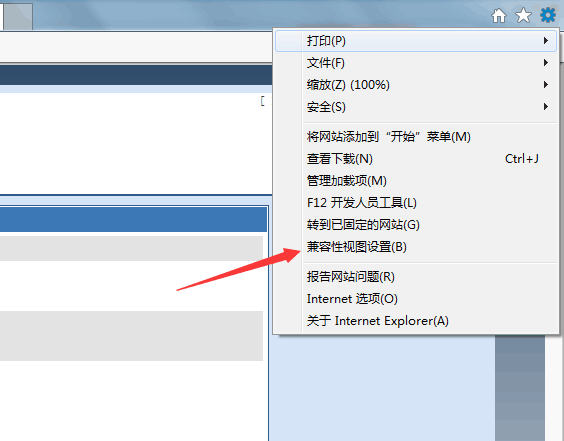 打印(P)
文件(F)
缩放(Z) (100%)
安全(S)
将网站添加到“开始”菜单(M)
查看下载(N) Ctrl+J
管理加载项(M)
F12 开发人员工具(L)
转到已固定的网站(G)
兼容性视图设置(B)
报告网站问题(R)
Internet 选项(O)
关于 Internet Explorer(A)
[